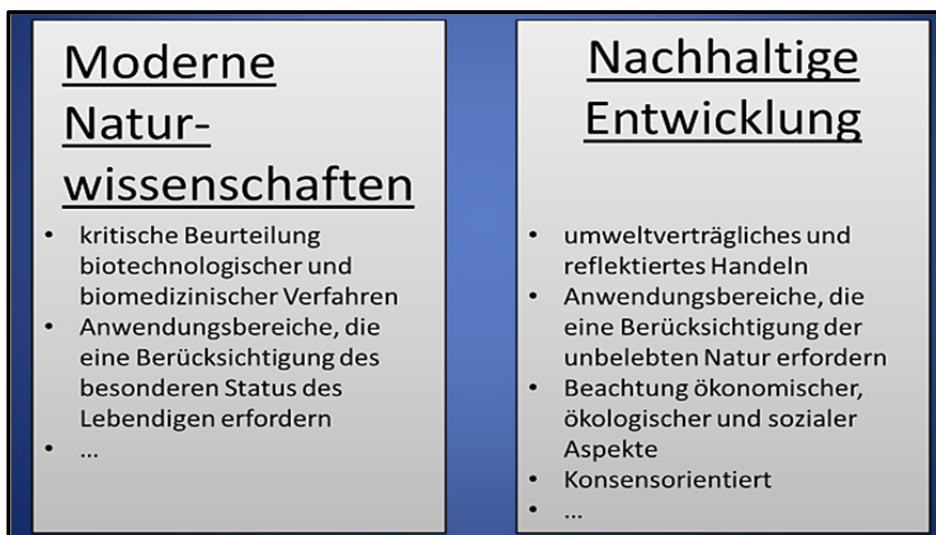 Moderne
Natur-
wissenschaften
• kritische Beurteilung
biotechnologischer und
biomedizinischer Verfahren
• Anwendungsbereiche, die
eine Berücksichtigung des
besonderen Status des
Lebendigen erfordern
• ...
Nachhaltige
Entwicklung
• umweltverträgliches und
reflektiertes Handeln
• Anwendungsbereiche, die
eine Berücksichtigung der
unbelebten Natur erfordern
• Beachtung ökonomischer,
ökologischer und sozialer
Aspekte
• Konsensorientiert
• ...